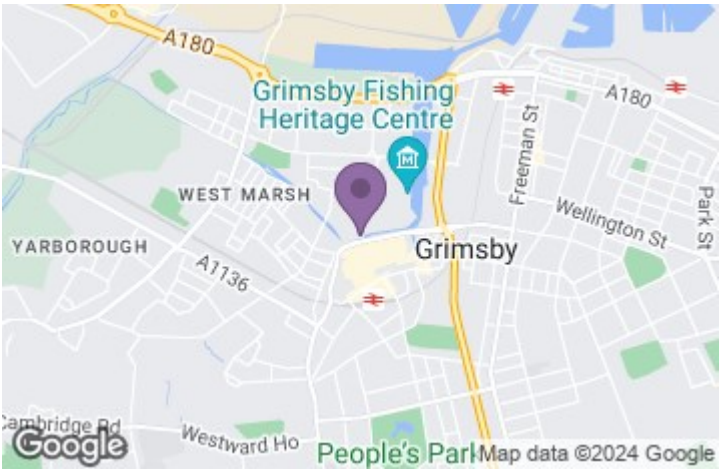 A180
Grimsby Fishing
Heritage Centre
M
A180
Freeman St
WEST MARSH
Wellington St
Park St
YARBOROUGH
A1136
Grimsby
Cambridge Rd
Westward Ho
People's Park
Google
Map data ©2024 Google